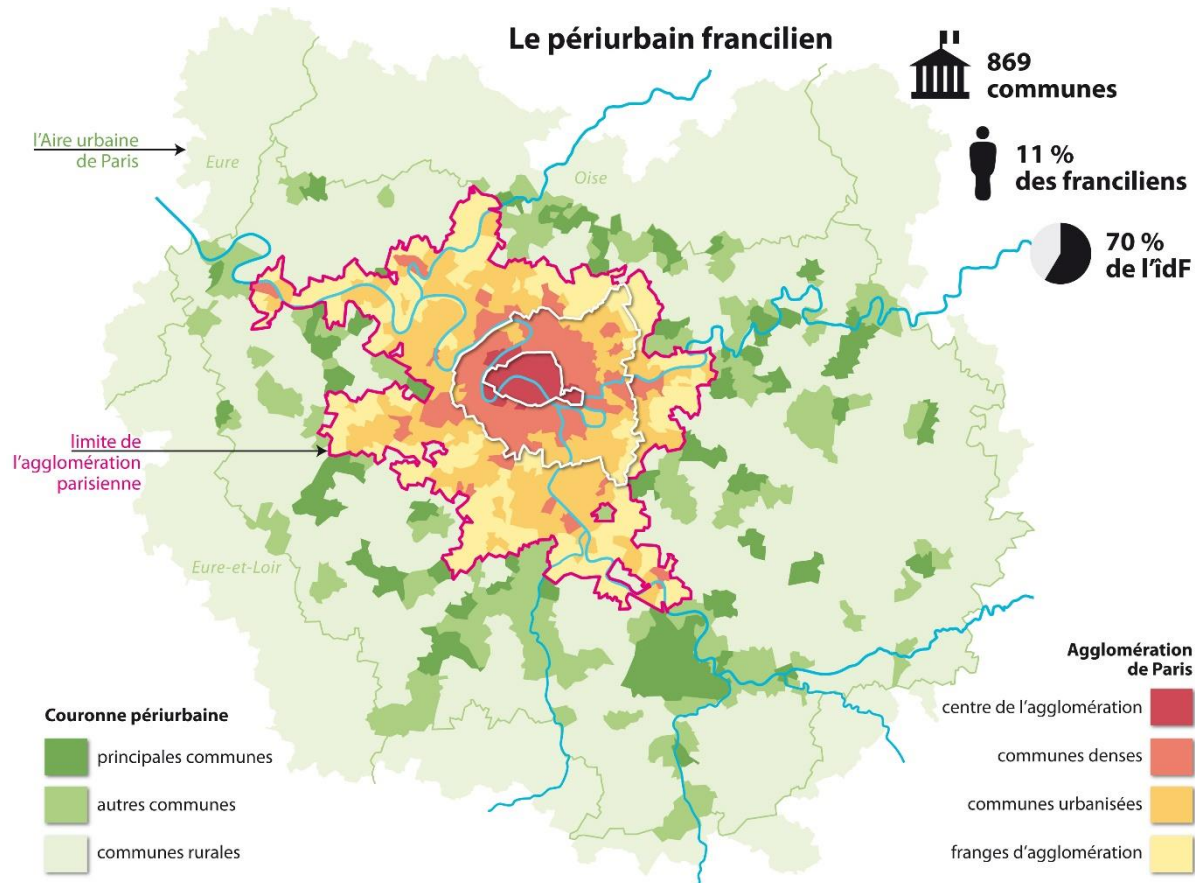 Le périurbain francilien
869
communes
11 %
des franciliens
70 %
de l'îdF
l'Aire urbaine
de Paris
Eure
Oise
limite de
l'agglomération
parisienne
Eure-et-Loir
Couronne périurbaine
principales communes
autres communes
communes rurales
Agglomération
de Paris
centre de l'agglomération
communes denses
communes urbanisées
franges d'agglomération